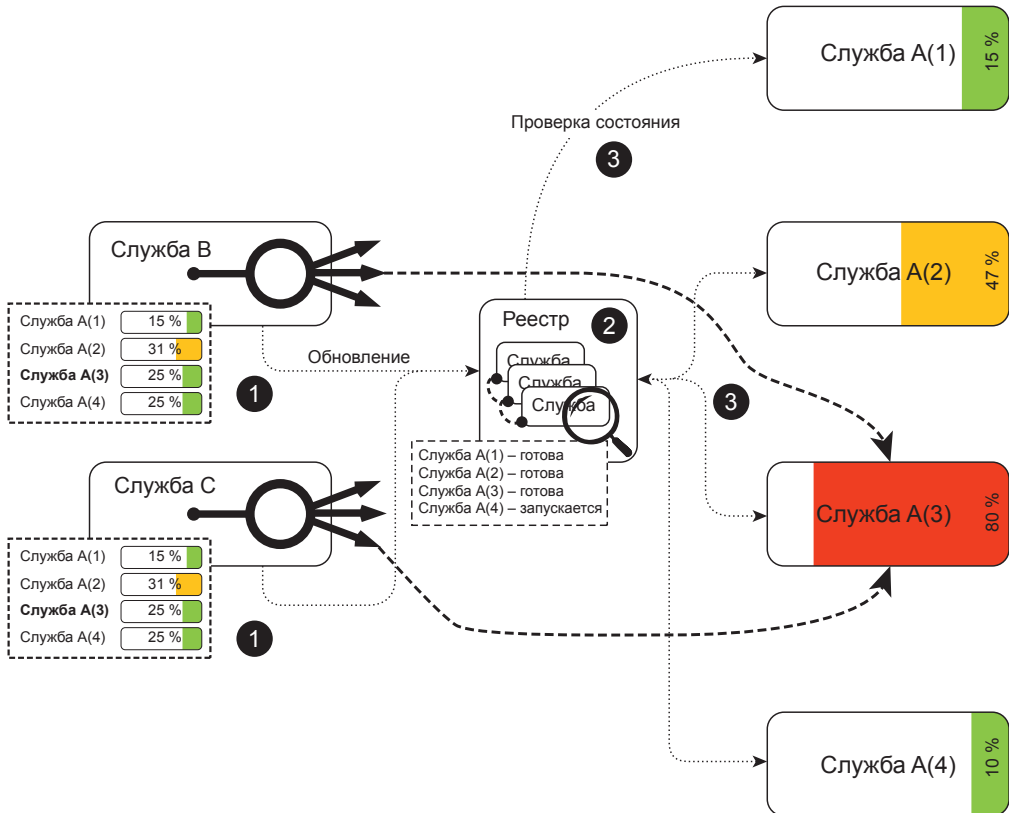 Служба A(1)
15 %
Проверка состояния
3
Служба B
Служба A(1) 15 %
Служба A(2) 31 %
Служба A(3) 25 %
Служба A(4) 25 %
1
Обновление
Реестр
2
Служба
Служба
Служба
Служба A(1) – готова
Служба A(2) – готова
Служба A(3) – готова
Служба A(4) – запускается
Служба A(2)
47 %
3
Служба C
Служба A(1) 15 %
Служба A(2) 31 %
Служба A(3) 25 %
Служба A(4) 25 %
1
Служба A(3)
80 %
Служба A(4)
10 %